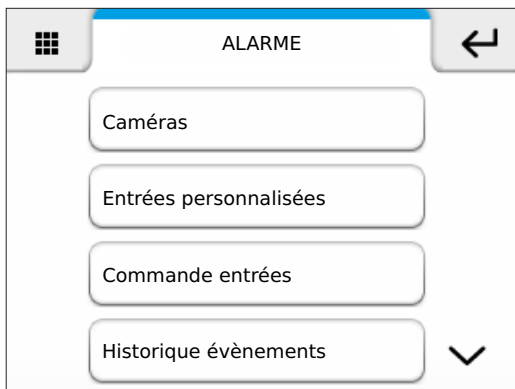 ALARME
Caméras
Entrées personnalisées
Commande entrées
Historique évènements